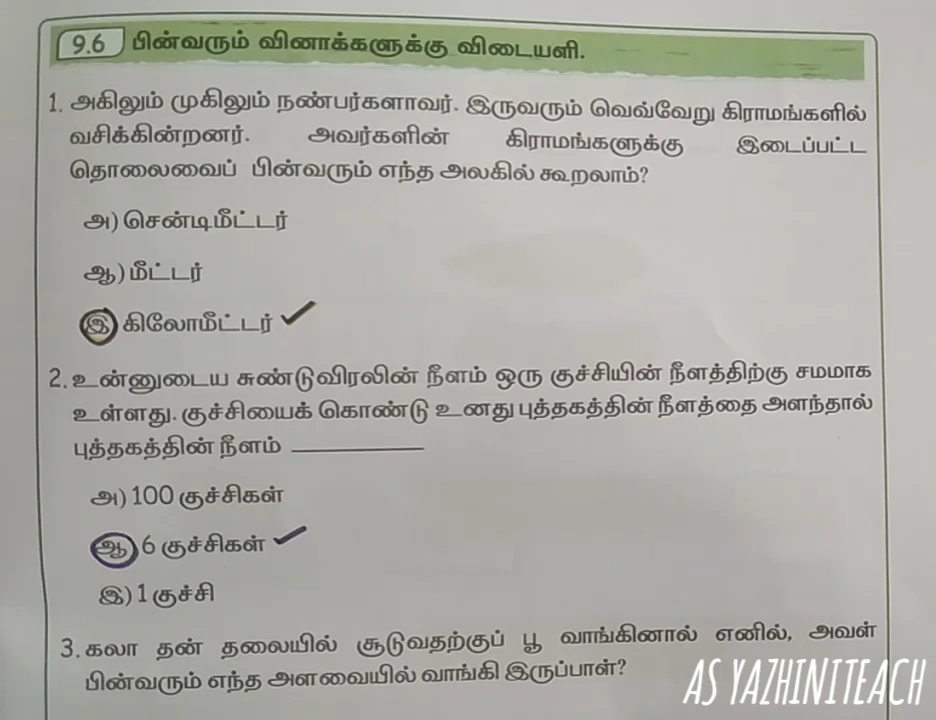 9.6 பின்வரும் வினாக்களுக்கு விடையளி.
1. அகிலும் முகிலும் நண்பர்களாவர். இருவரும் வெவ்வேறு கிராமங்களில்
வசிக்கின்றனர். அவர்களின் கிராமங்களுக்கு இடைப்பட்ட
தொலைவைப் பின்வரும் எந்த அலகில் கூறலாம்?
அ) சென்டிமீட்டர்
ஆ) மீட்டர்
இ) கிலோமீட்டர்
2. உன்னுடைய சுண்டுவிரலின் நீளம் ஒரு குச்சியின் நீளத்திற்கு சமமாக
உள்ளது. குச்சியைக் கொண்டு உனது புத்தகத்தின் நீளத்தை அளந்தால்
புத்தகத்தின் நீளம் __________
அ) 100 குச்சிகள்
ஆ) 6 குச்சிகள்
இ) 1 குச்சி
3. கலா தன் தலையில் சூடுவதற்குப் பூ வாங்கினால் எனில், அவள்
பின்வரும் எந்த அளவையில் வாங்கி இருப்பாள்?
AS YAZHINITEACH